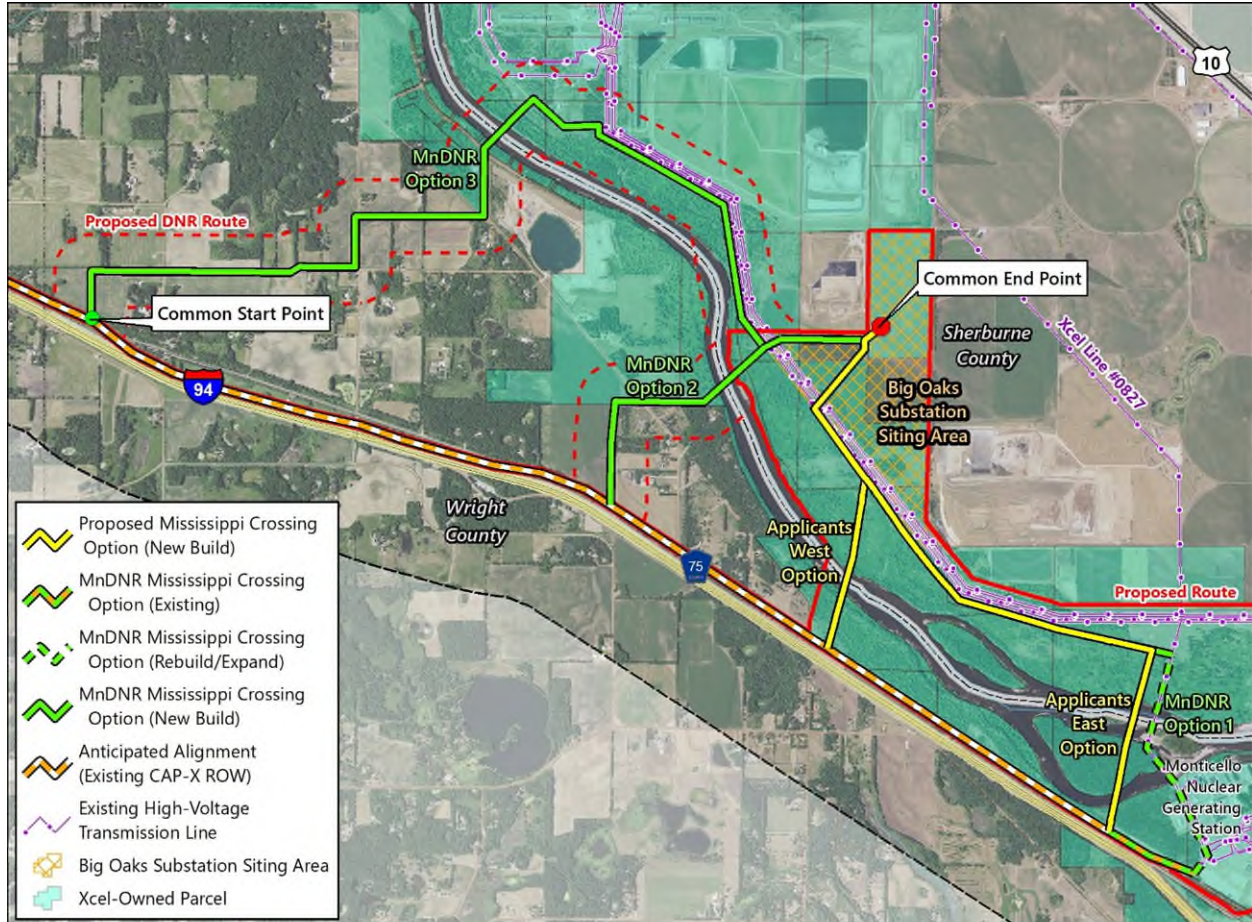 10
MnDNR
Option 3
Proposed DNR Route
Common Start Point
Common End Point
Sherburne
County
Xcel Line #0827
MnDNR
Option 2
94
Big Oaks
Substation
Siting Area
Wright
County
Applicants
West
Option
75
Proposed Route
Applicants
East
Option
MnDNR
Option 1
Monticello
Nuclear
Generating
Station
Proposed Mississippi Crossing
Option (New Build)
MnDNR Mississippi Crossing
Option (Existing)
MnDNR Mississippi Crossing
Option (Rebuild/Expand)
MnDNR Mississippi Crossing
Option (New Build)
Anticipated Alignment
(Existing CAP-X ROW)
Existing High-Voltage
Transmission Line
Big Oaks Substation Siting Area
Xcel-Owned Parcel